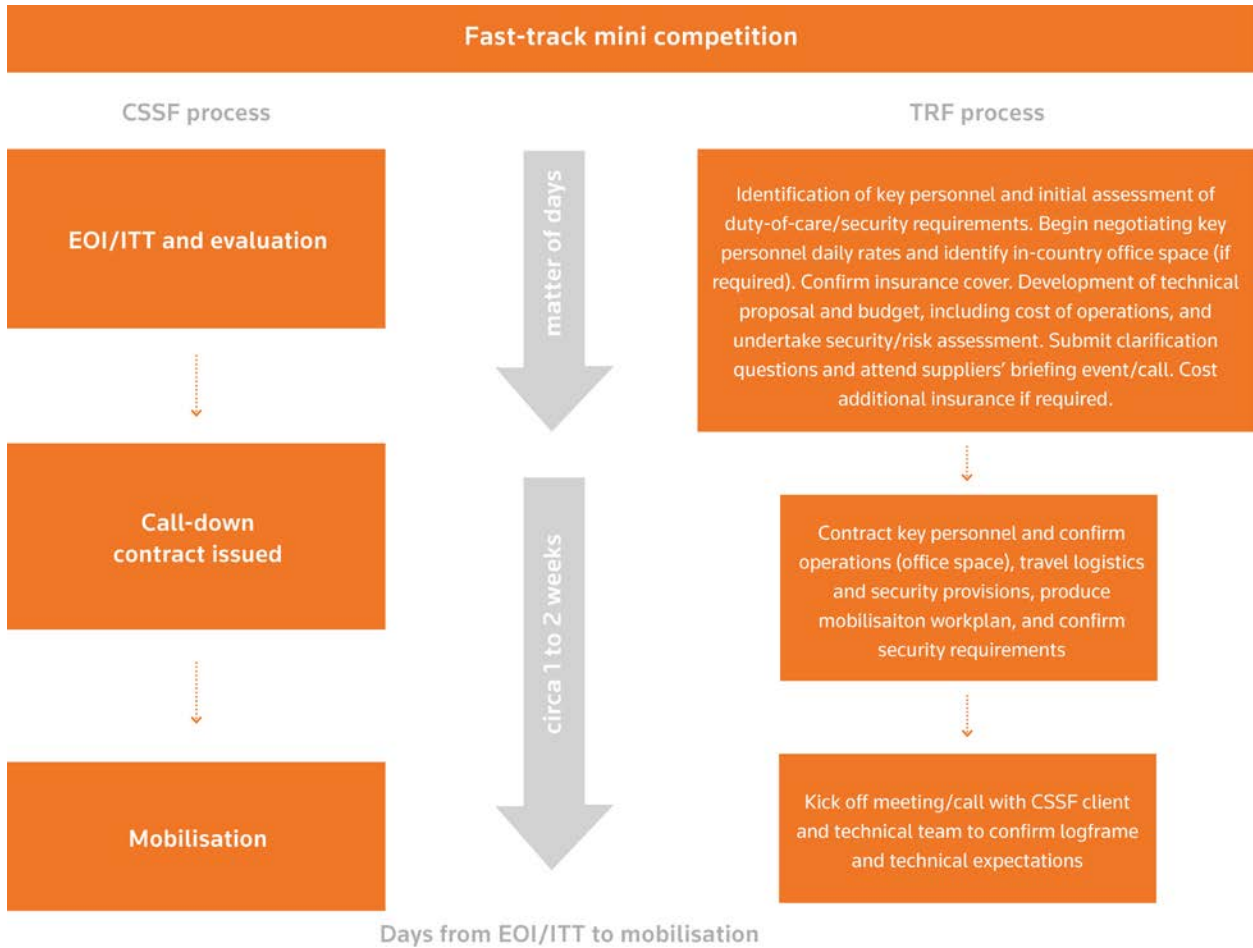 Fast-track mini competition
CSSF process
TRF process
EOI/ITT and evaluation
matter of days
Identification of key personnel and initial assessment of
duty-of-care/security requirements. Begin negotiating key
personnel daily rates and identify in-country office space (if
required). Confirm insurance cover. Development of technical
proposal and budget, including cost of operations, and
undertake security/risk assessment. Submit clarification
questions and attend suppliers’ briefing event/call. Cost
additional insurance if required.
Call-down
contract issued
circa 1 to 2 weeks
Contract key personnel and confirm
operations (office space), travel logistics
and security provisions, produce
mobilisaiton workplan, and confirm
security requirements
Mobilisation
Kick off meeting/call with CSSF client
and technical team to confirm logframe
and technical expectations
Days from EOI/ITT to mobilisation